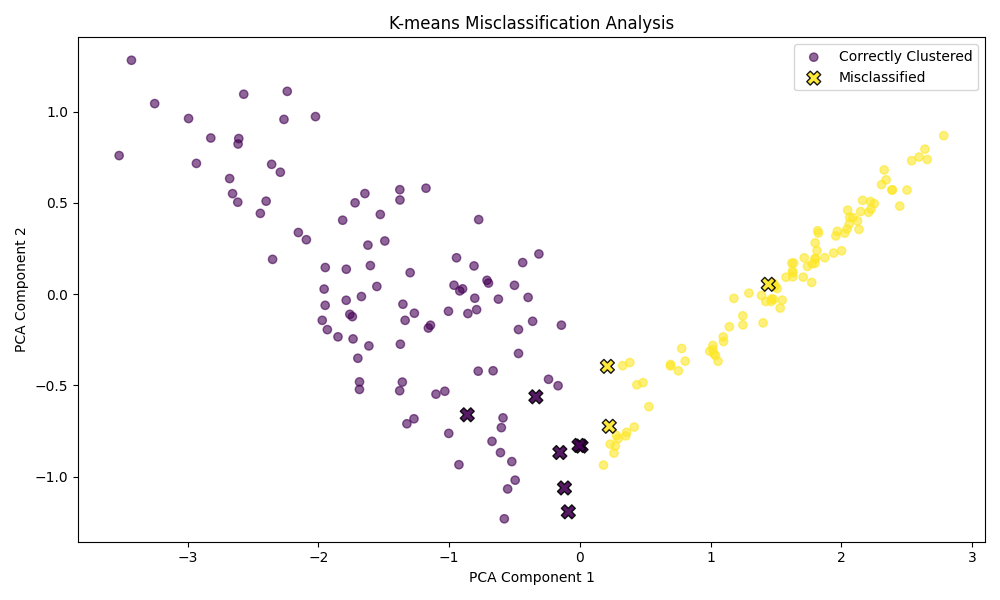 K-means Misclassification Analysis
Correctly Clustered
Misclassified
PCA Component 2
1.0
0.5
0.0
−0.5
−1.0
−3 −2 −1 0 1 2 3
PCA Component 1